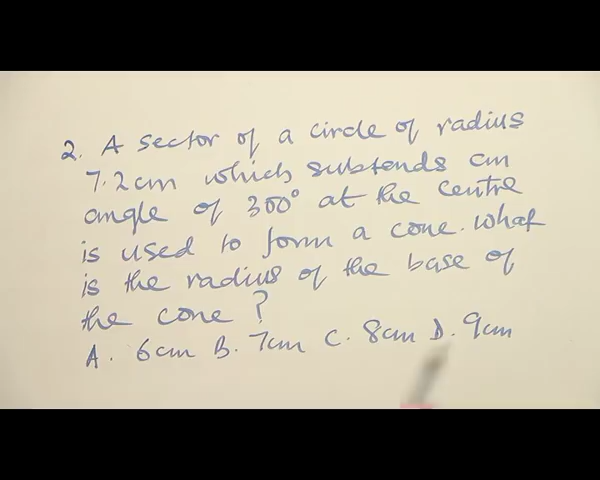 2. A sector of a circle of radius
7.2cm which subtends an
angle of 300° at the centre
is used to form a cone. What
is the radius of the base of
the cone?
A. 6cm B. 7cm C. 8cm D. 9cm